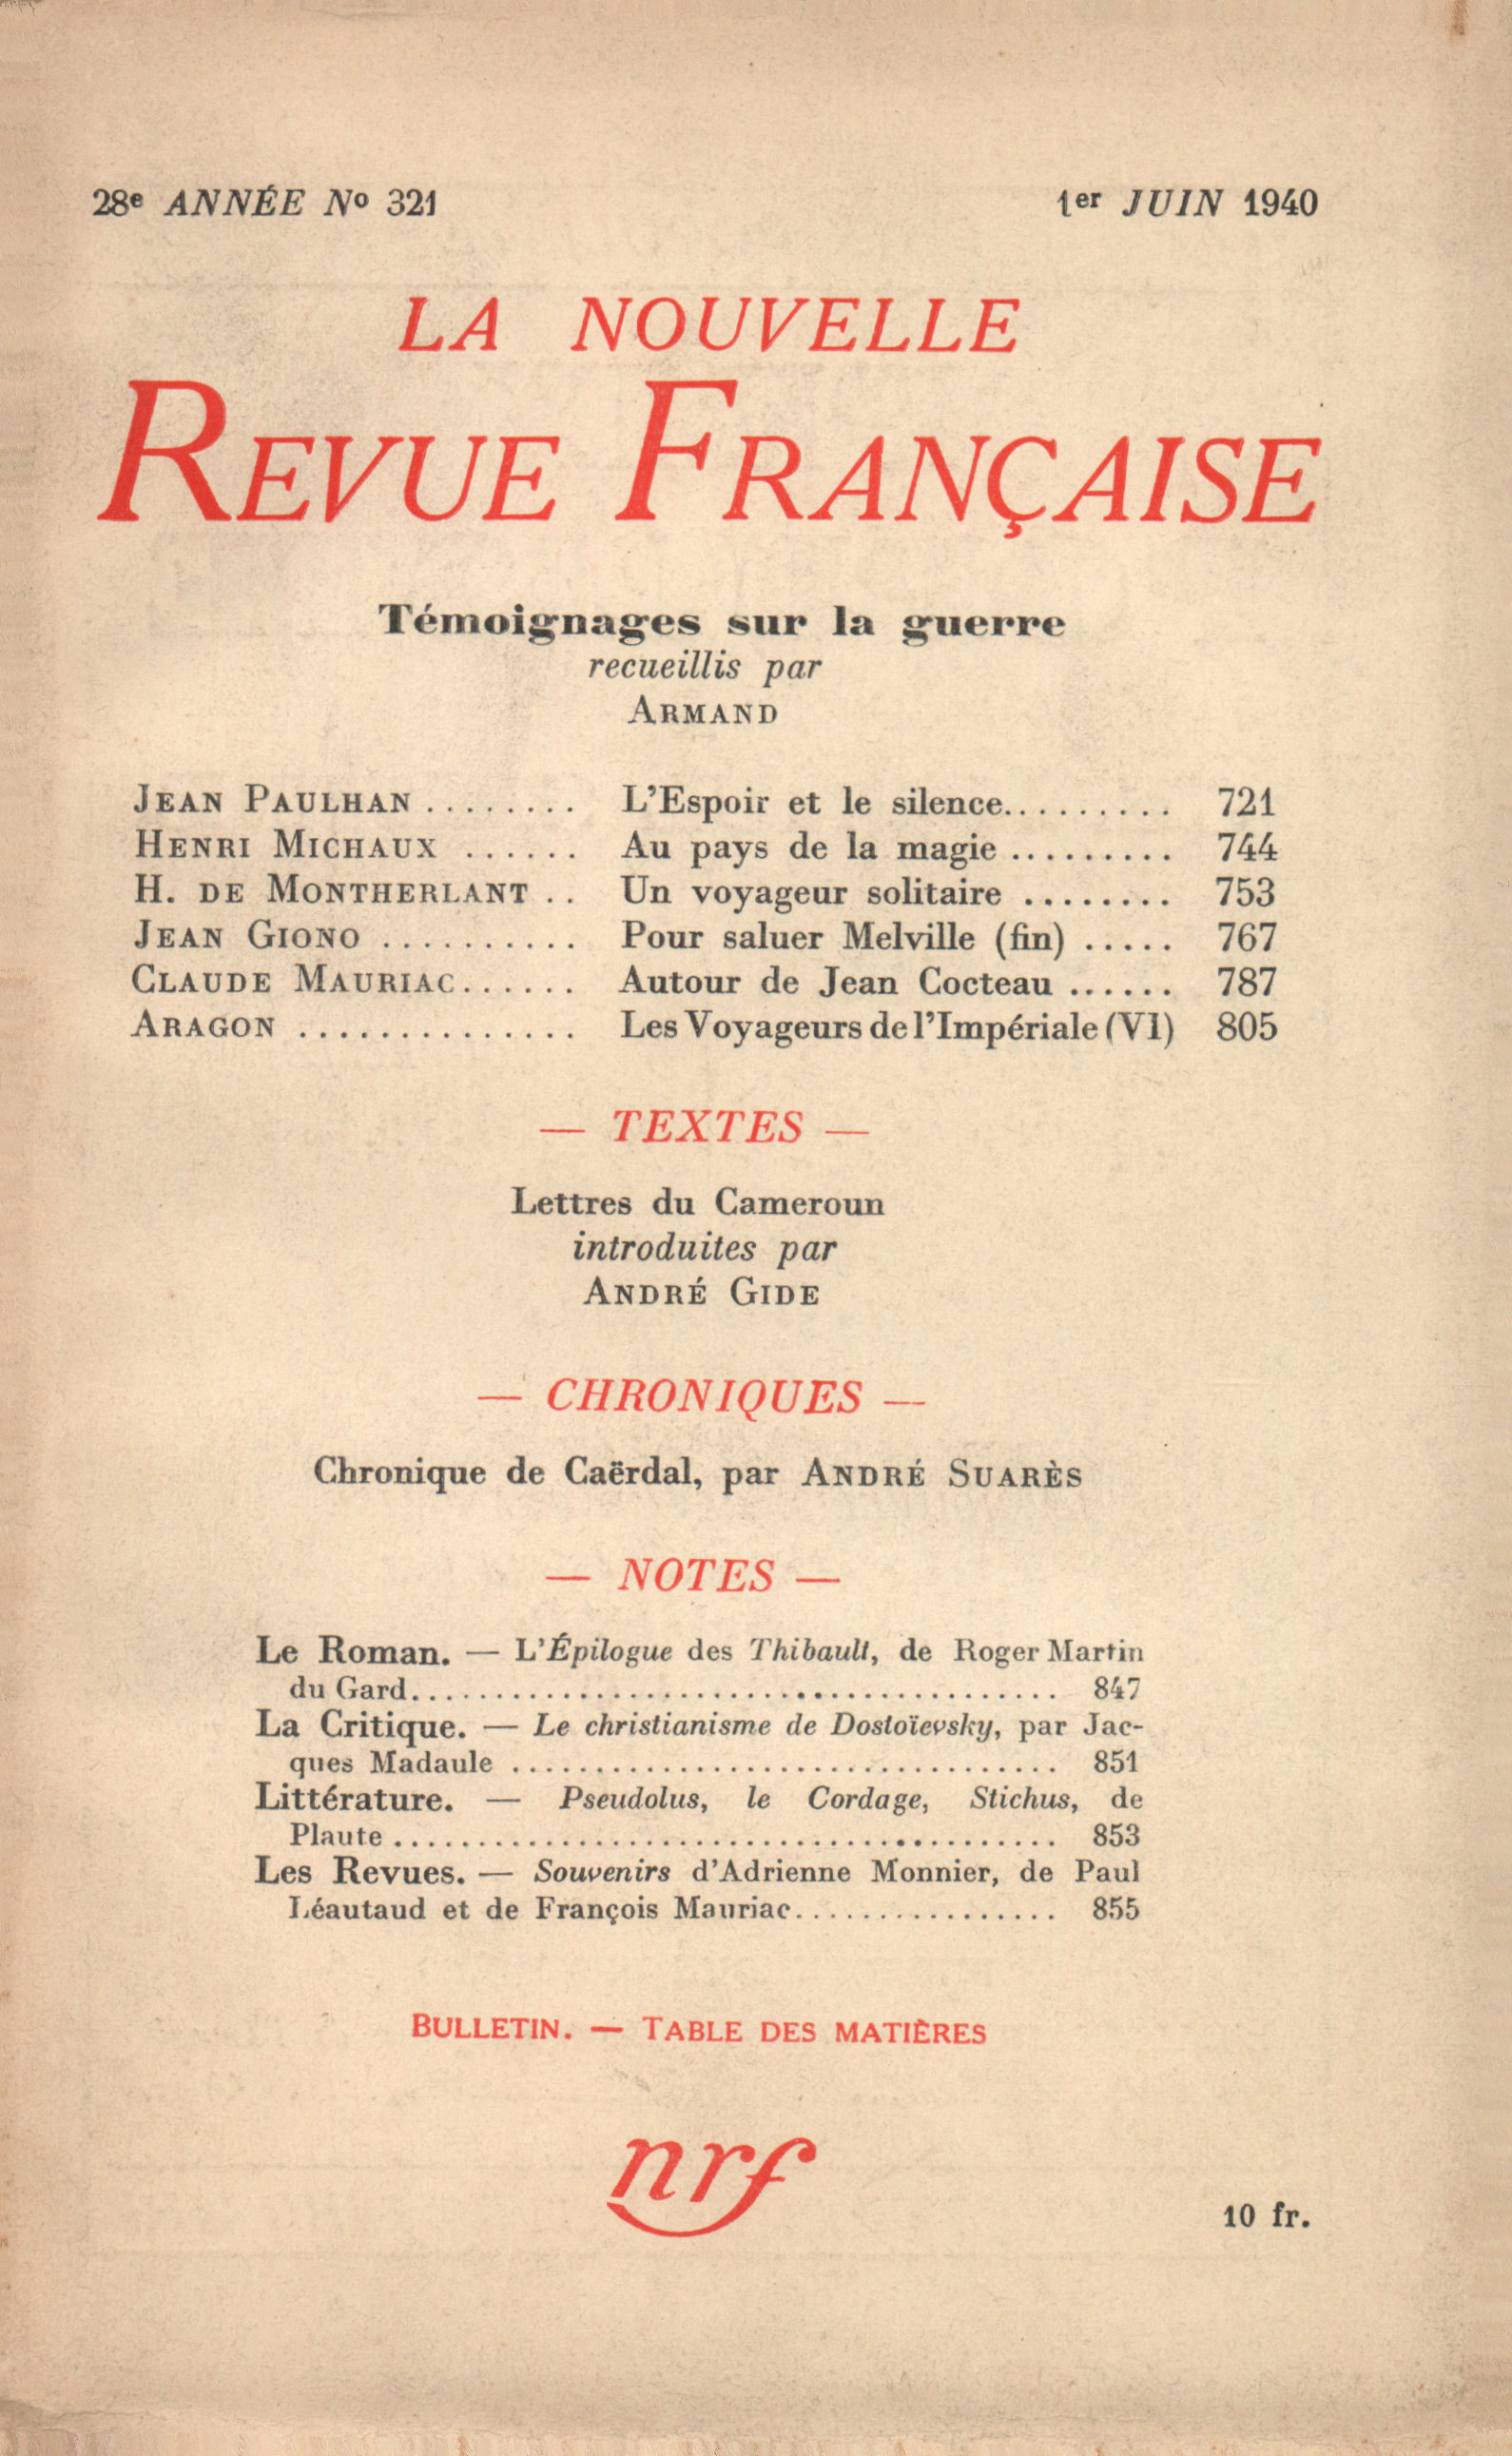 28e ANNÉE No 321
1er JUIN 1940
LA NOUVELLE
REVUE FRANÇAISE
Témoignages sur la guerre
recueillis par
ARMAND
JEAN PAULHAN ........ L'Espoir et le silence......... 721
HENRI MICHAUX ...... Au pays de la magie ......... 744
H. DE MONTHERLANT .. Un voyageur solitaire ........ 753
JEAN GIONO .......... Pour saluer Melville (fin) ..... 767
CLAUDE MAURIAC...... Autour de Jean Cocteau ...... 787
ARAGON .............. Les Voyageurs de l'Impériale (VI) 805
— TEXTES —
Lettres du Cameroun
introduites par
ANDRÉ GIDE
— CHRONIQUES —
Chronique de Caërdal, par ANDRÉ SUARÈS
— NOTES —
Le Roman. — L'Épilogue des Thibault, de Roger Martin
du Gard....................................... 847
La Critique. — Le christianisme de Dostoïevsky, par Jac-
ques Madaule ................................. 851
Littérature. — Pseudolus, le Cordage, Stichus, de
Plaute ........................................ 853
Les Revues. — Souvenirs d'Adrienne Monnier, de Paul
Léautaud et de François Mauriac................ 855
BULLETIN. — TABLE DES MATIÈRES
nrf
10 fr.